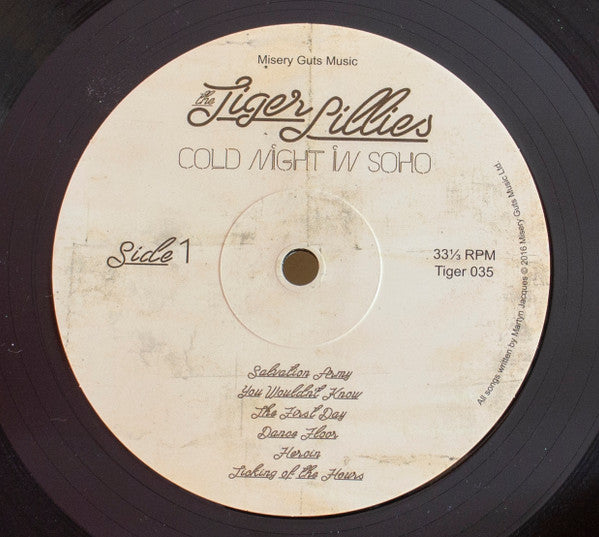 Misery Guts Music
the Tiger Lillies
COLD NIGHT IN SOHO
Side 1
33⅓ RPM
Tiger 035
All songs written by Martyn Jacques © 2016 Misery Guts Music Ltd.
Salvation Army
You Wouldn't Know
The First Day
Dance Floor
Heroin
Ticking of the Hours